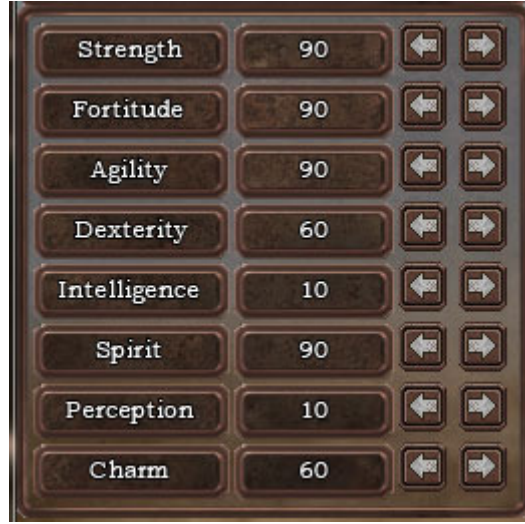 Strength 90
Fortitude 90
Agility 90
Dexterity 60
Intelligence 10
Spirit 90
Perception 10
Charm 60